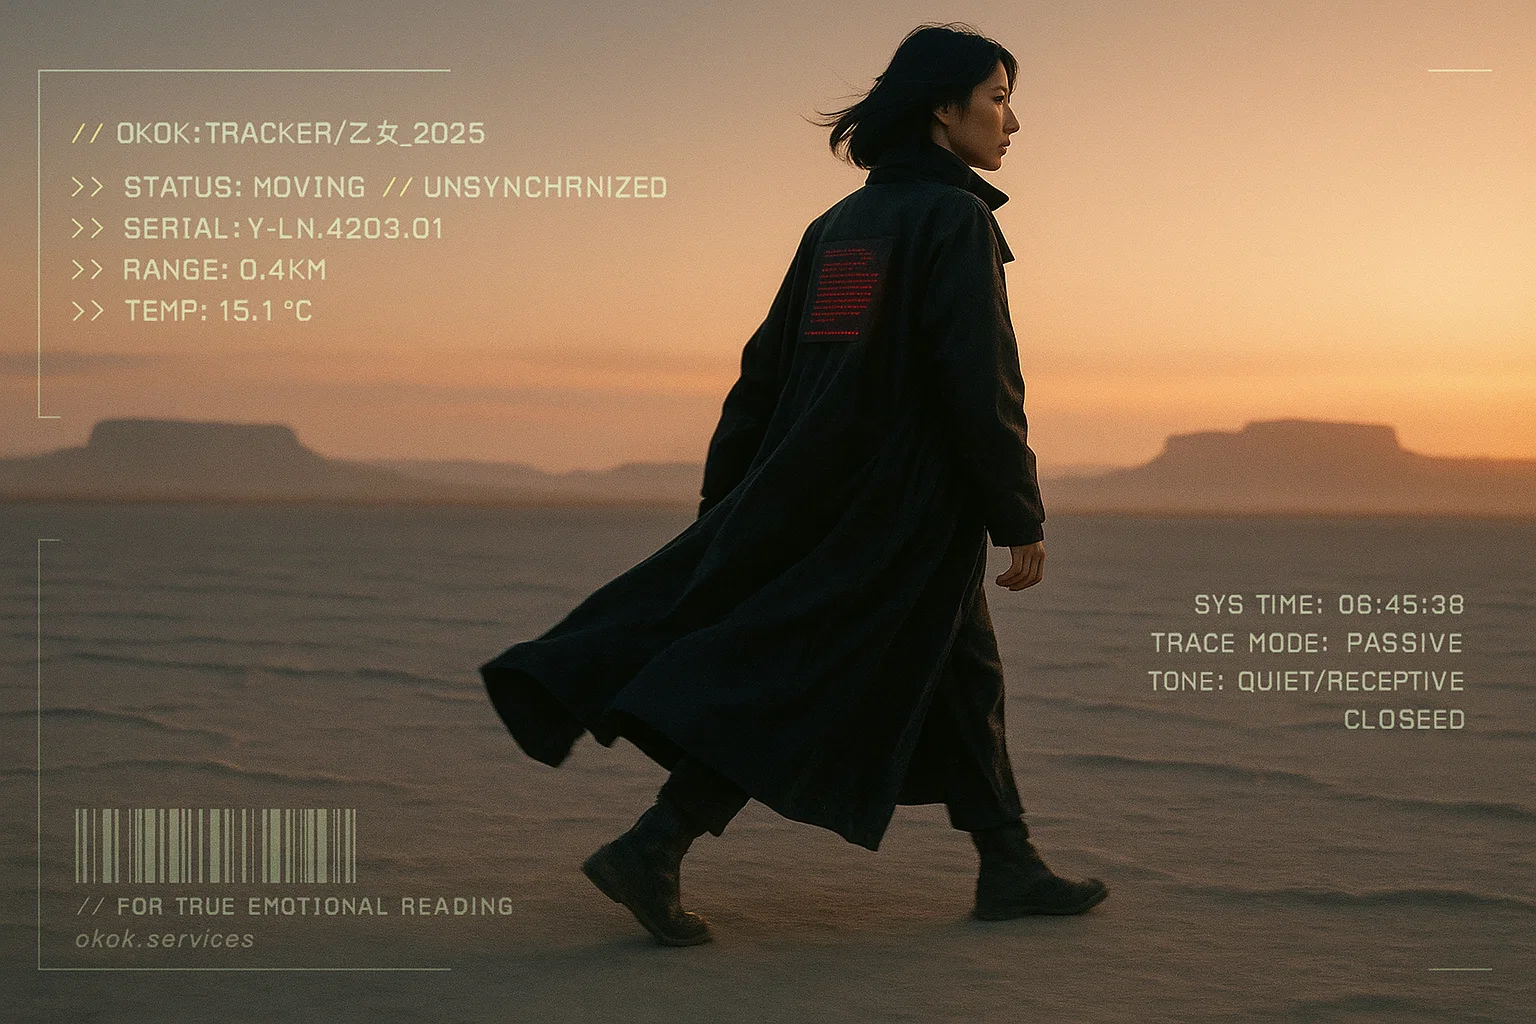 // OKOK:TRACKER/乙女_2025
>> STATUS: MOVING // UNSYNCHRNIZED
>> SERIAL: Y-LN.4203.01
>> RANGE: 0.4KM
>> TEMP: 15.1 °C
SYS TIME: 06:45:38
TRACE MODE: PASSIVE
TONE: QUIET/RECEPTIVE
CLOSEED
// FOR TRUE EMOTIONAL READING
okok.services